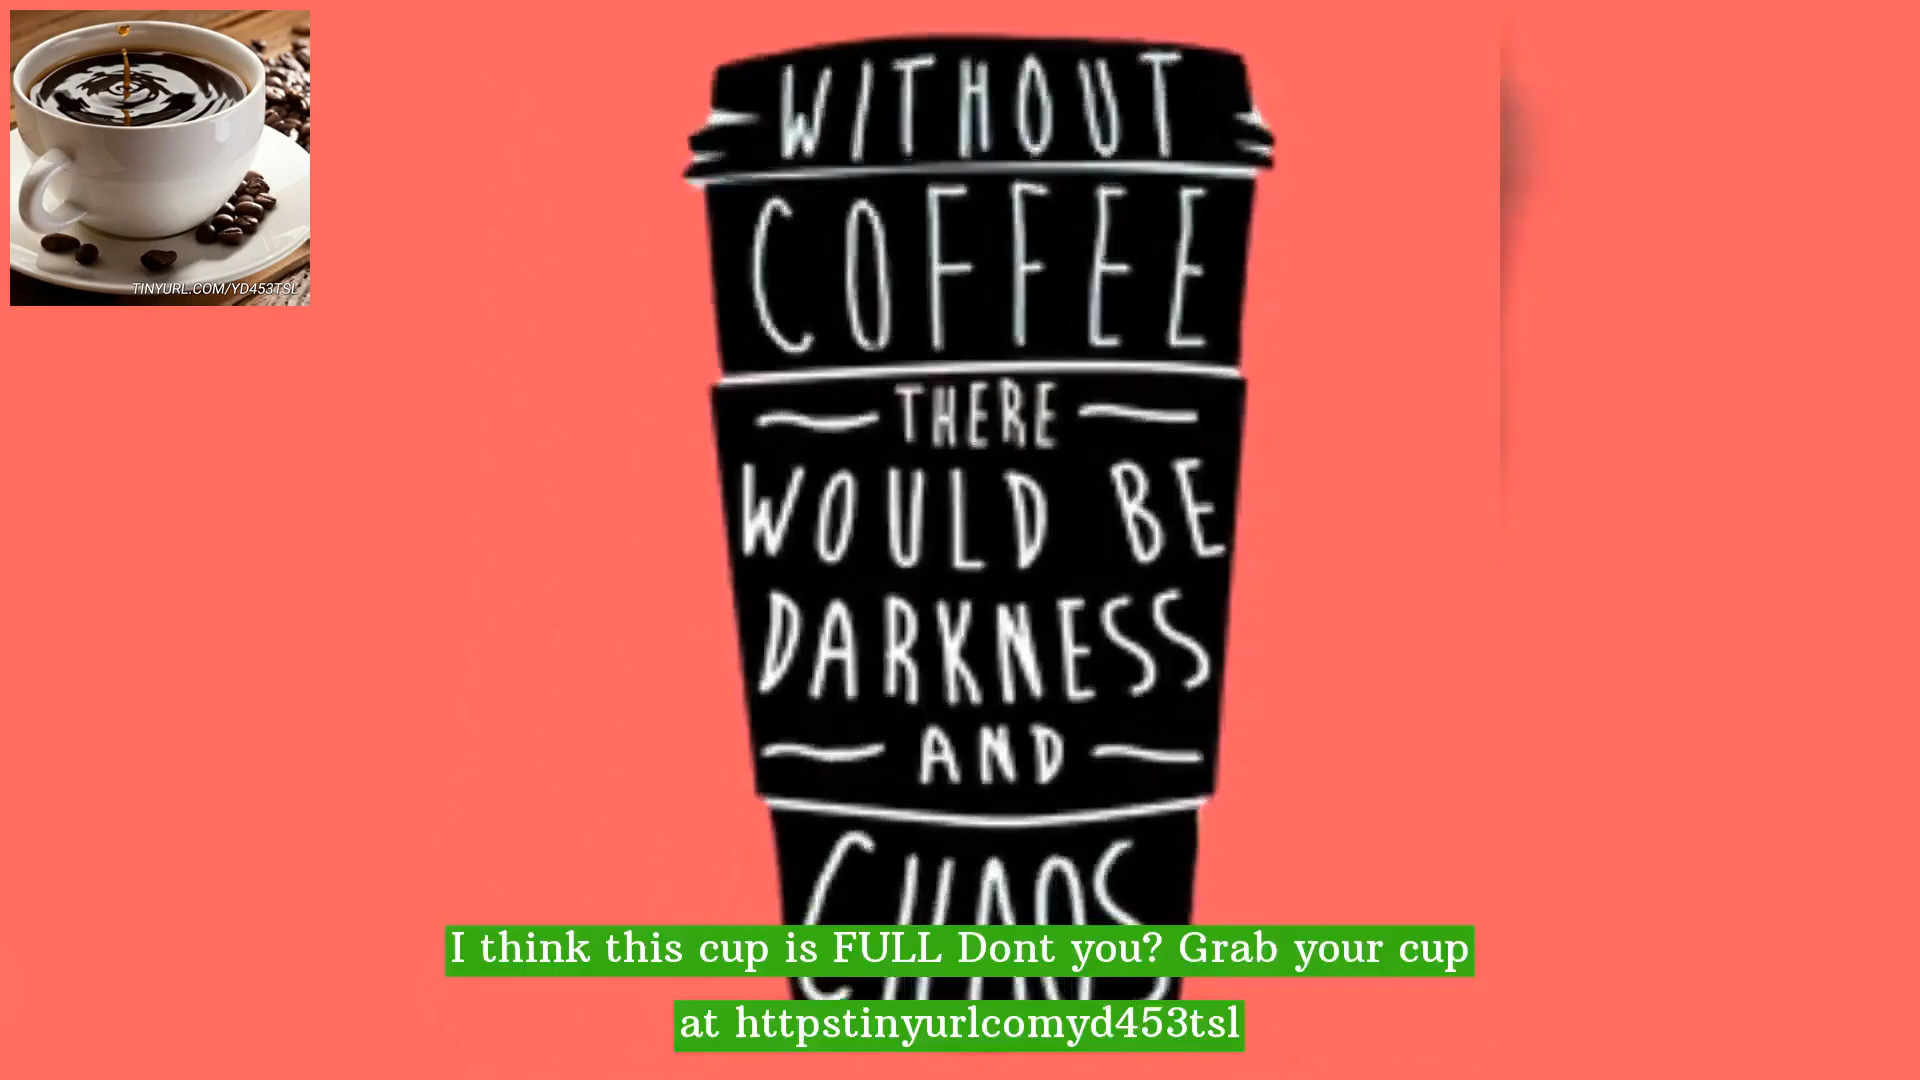 TINYURL.COM/YD453TSL
WITHOUT
COFFEE
THERE
WOULD BE
DARKNESS
AND
CHAOS
I think this cup is FULL Dont you? Grab your cup
at httpstinyurlcomyd453tsl